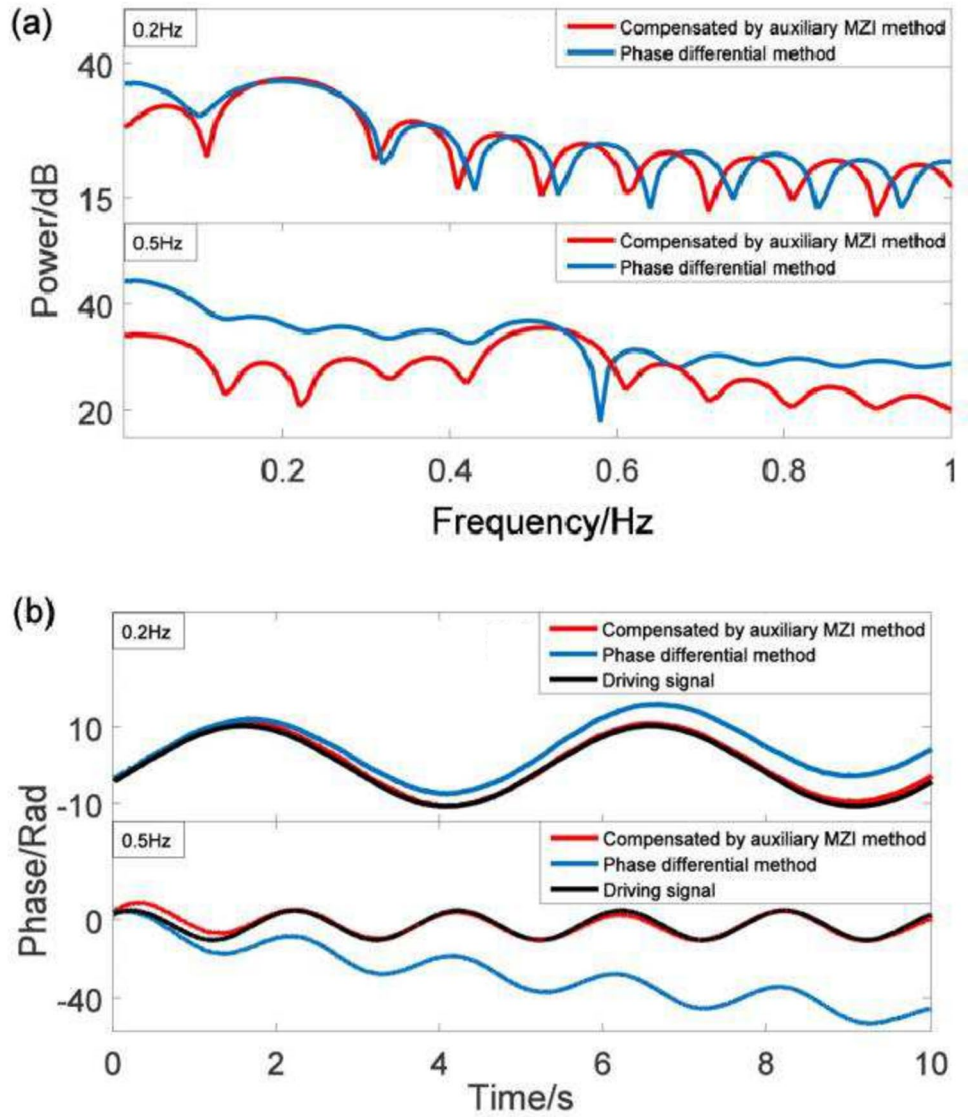 (a)
0.2Hz
Compensated by auxiliary MZI method
Phase differential method
40
15
0.5Hz
Compensated by auxiliary MZI method
Phase differential method
40
20
Power/dB
0.2
0.4
0.6
0.8
1
Frequency/Hz
(b)
0.2Hz
Compensated by auxiliary MZI method
Phase differential method
Driving signal
10
-10
0.5Hz
Compensated by auxiliary MZI method
Phase differential method
Driving signal
0
-40
Phase/Rad
0
2
4
6
8
10
Time/s